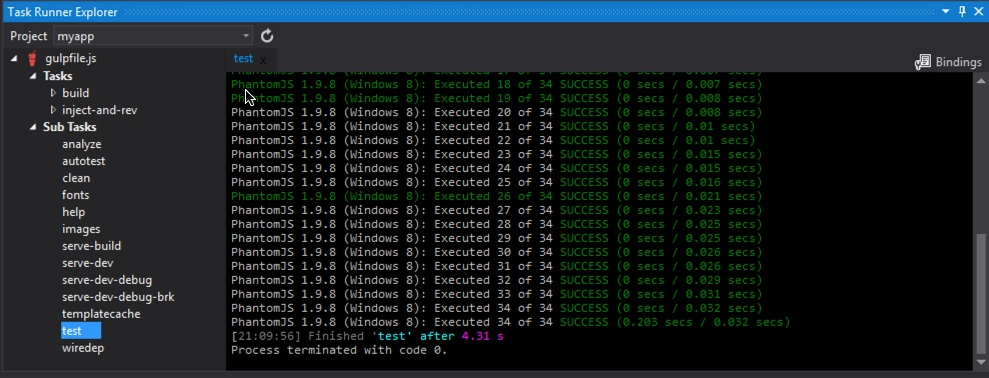 Task Runner Explorer
Project myapp
gulpfile.js
Tasks
build
inject-and-rev
Sub Tasks
analyze
autotest
clean
fonts
help
images
serve-build
serve-dev
serve-dev-debug
serve-dev-debug-brk
templatecache
test
wiredep
test x
Bindings
PhantomJS 1.9.8 (Windows 8): Executed 17 of 34 SUCCESS (0 secs / 0.007 secs)
PhantomJS 1.9.8 (Windows 8): Executed 18 of 34 SUCCESS (0 secs / 0.007 secs)
PhantomJS 1.9.8 (Windows 8): Executed 19 of 34 SUCCESS (0 secs / 0.008 secs)
PhantomJS 1.9.8 (Windows 8): Executed 20 of 34 SUCCESS (0 secs / 0.008 secs)
PhantomJS 1.9.8 (Windows 8): Executed 21 of 34 SUCCESS (0 secs / 0.01 secs)
PhantomJS 1.9.8 (Windows 8): Executed 22 of 34 SUCCESS (0 secs / 0.01 secs)
PhantomJS 1.9.8 (Windows 8): Executed 23 of 34 SUCCESS (0 secs / 0.015 secs)
PhantomJS 1.9.8 (Windows 8): Executed 24 of 34 SUCCESS (0 secs / 0.015 secs)
PhantomJS 1.9.8 (Windows 8): Executed 25 of 34 SUCCESS (0 secs / 0.016 secs)
PhantomJS 1.9.8 (Windows 8): Executed 26 of 34 SUCCESS (0 secs / 0.021 secs)
PhantomJS 1.9.8 (Windows 8): Executed 27 of 34 SUCCESS (0 secs / 0.023 secs)
PhantomJS 1.9.8 (Windows 8): Executed 28 of 34 SUCCESS (0 secs / 0.025 secs)
PhantomJS 1.9.8 (Windows 8): Executed 29 of 34 SUCCESS (0 secs / 0.025 secs)
PhantomJS 1.9.8 (Windows 8): Executed 30 of 34 SUCCESS (0 secs / 0.026 secs)
PhantomJS 1.9.8 (Windows 8): Executed 31 of 34 SUCCESS (0 secs / 0.026 secs)
PhantomJS 1.9.8 (Windows 8): Executed 32 of 34 SUCCESS (0 secs / 0.029 secs)
PhantomJS 1.9.8 (Windows 8): Executed 33 of 34 SUCCESS (0 secs / 0.031 secs)
PhantomJS 1.9.8 (Windows 8): Executed 34 of 34 SUCCESS (0 secs / 0.032 secs)
PhantomJS 1.9.8 (Windows 8): Executed 34 of 34 SUCCESS (0.203 secs / 0.032 secs)
[21:09:56] Finished 'test' after 4.31 s
Process terminated with code 0.